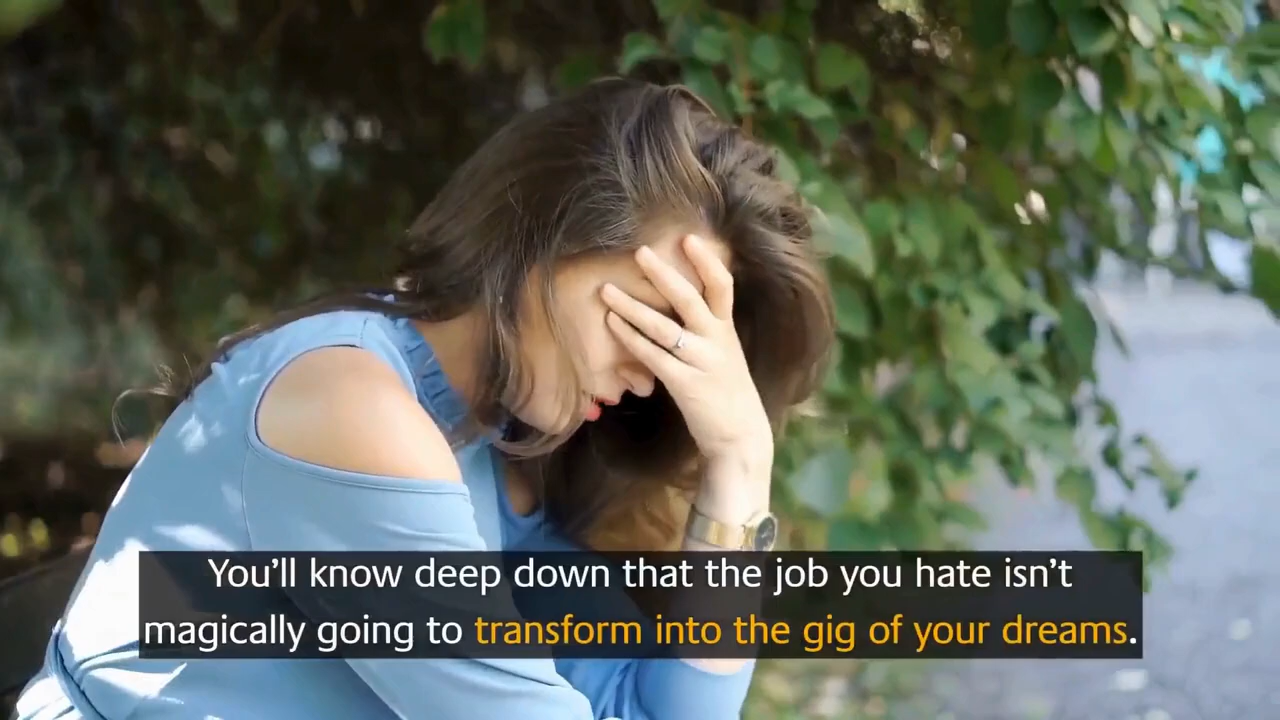 You’ll know deep down that the job you hate isn’t
magically going to transform into the gig of your dreams.